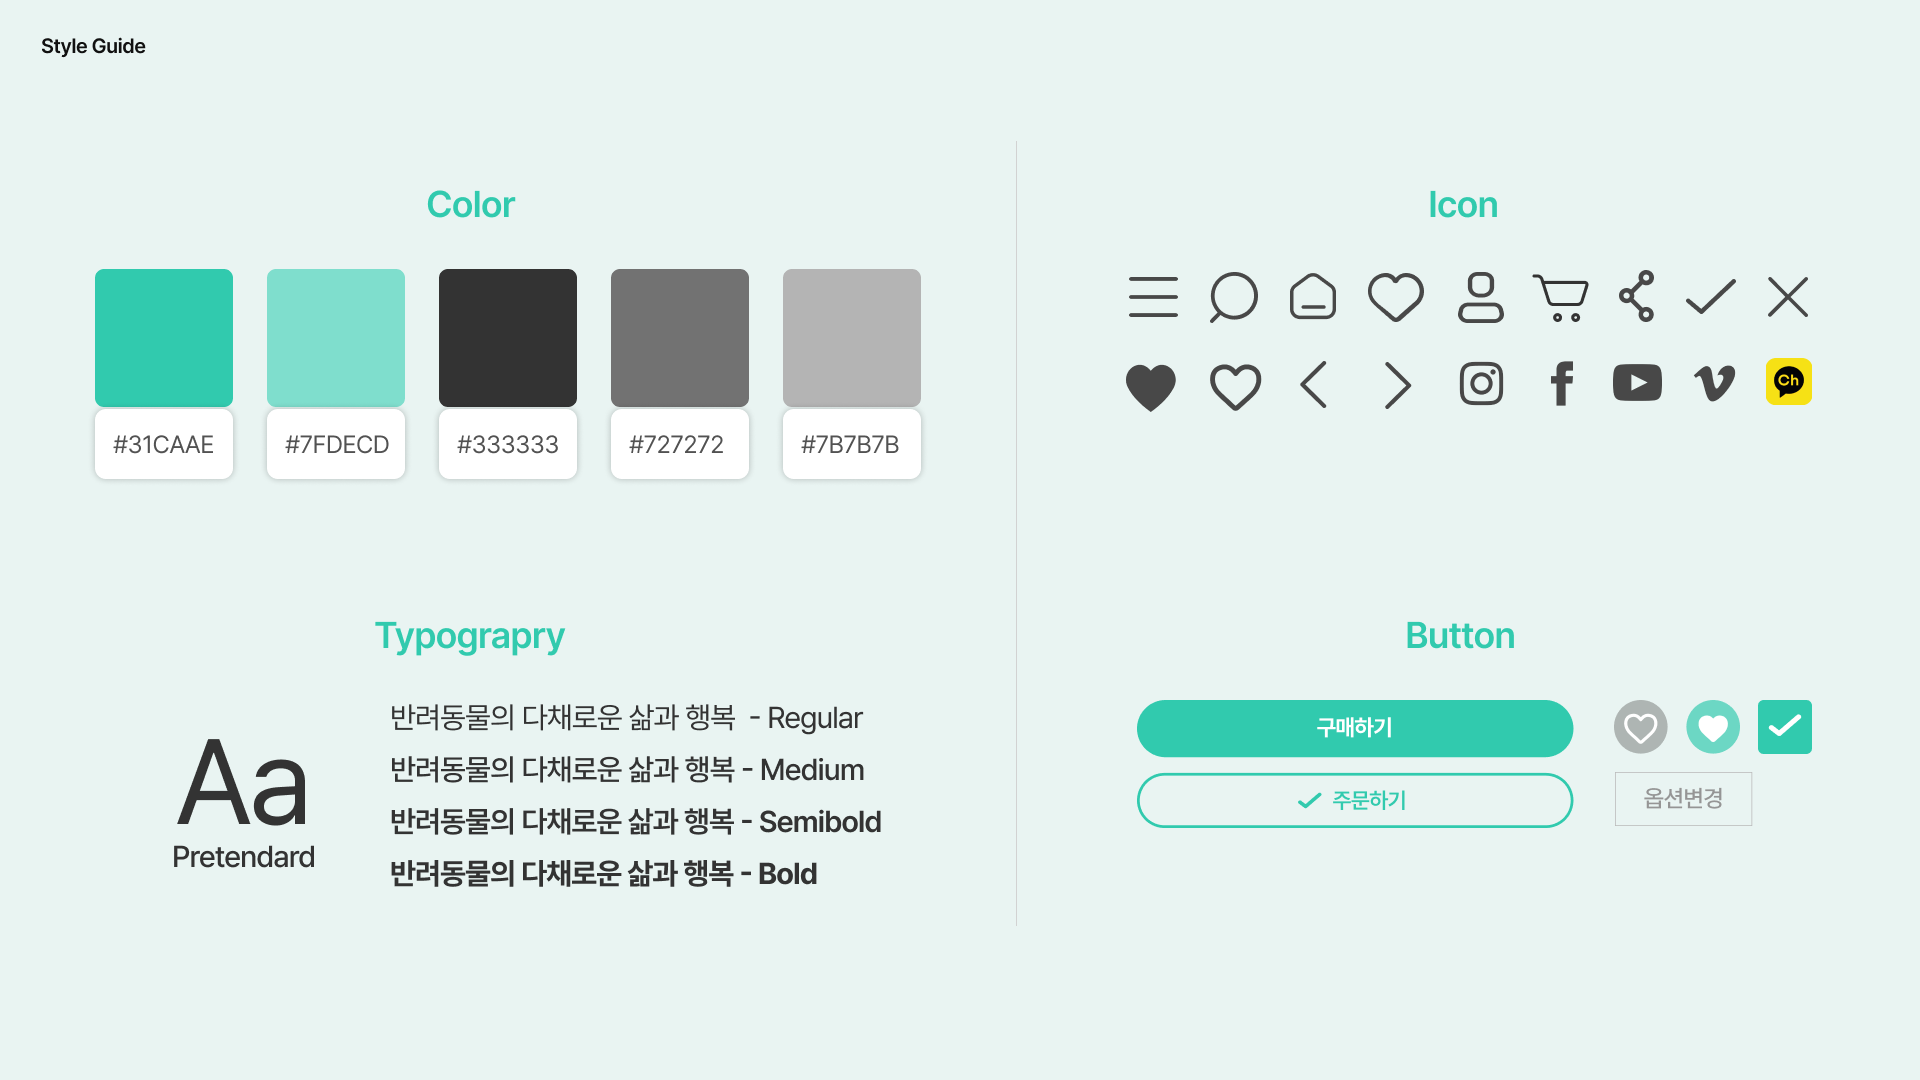 Style Guide
Color
#31CAAE
#7FDECD
#333333
#727272
#7B7B7B
Typograpry
Aa
Pretendard
반려동물의 다채로운 삶과 행복 - Regular
반려동물의 다채로운 삶과 행복 - Medium
반려동물의 다채로운 삶과 행복 - Semibold
반려동물의 다채로운 삶과 행복 - Bold
Icon
Ch
Button
구매하기
주문하기
옵션변경